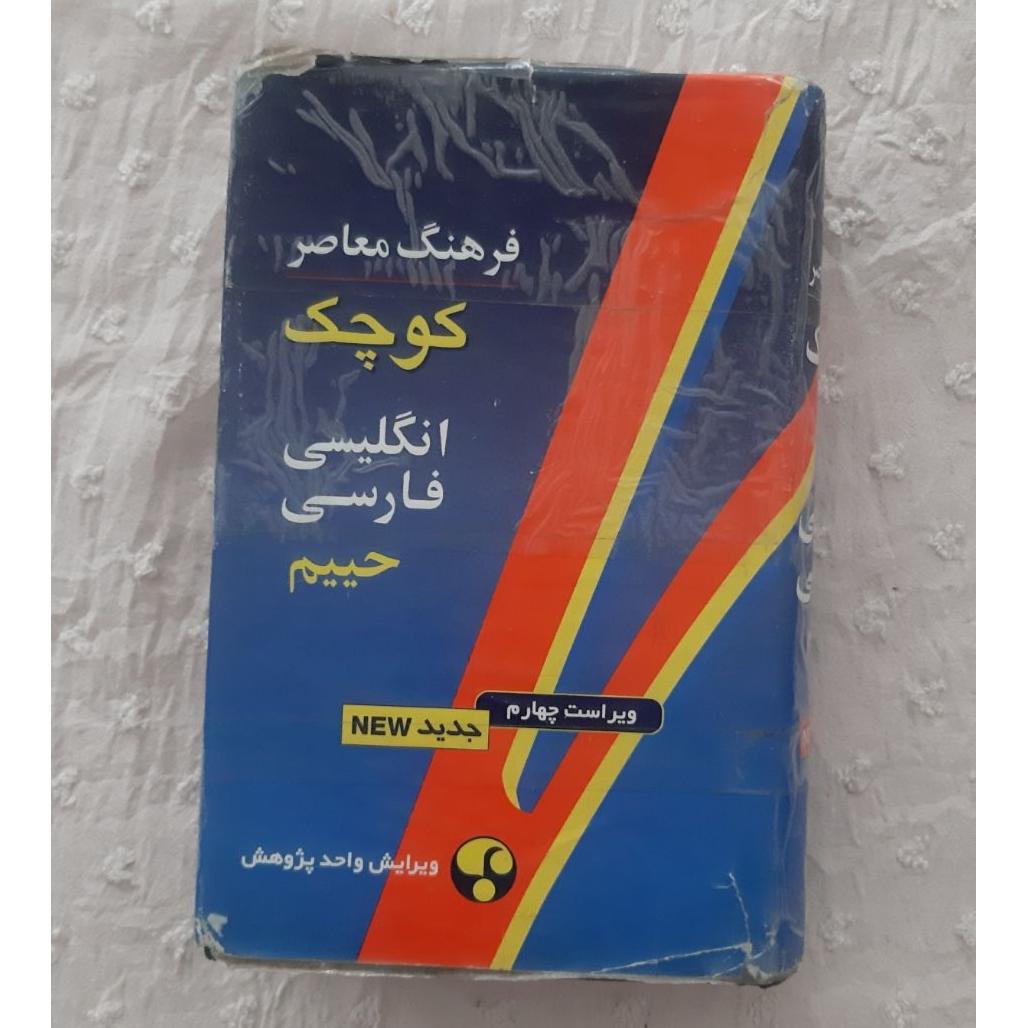 فرهنگ معاصر
کوچک
انگلیسی
فارسی
حییم
ویراست چهارم
جدید NEW
ویرایش واحد پژوهش